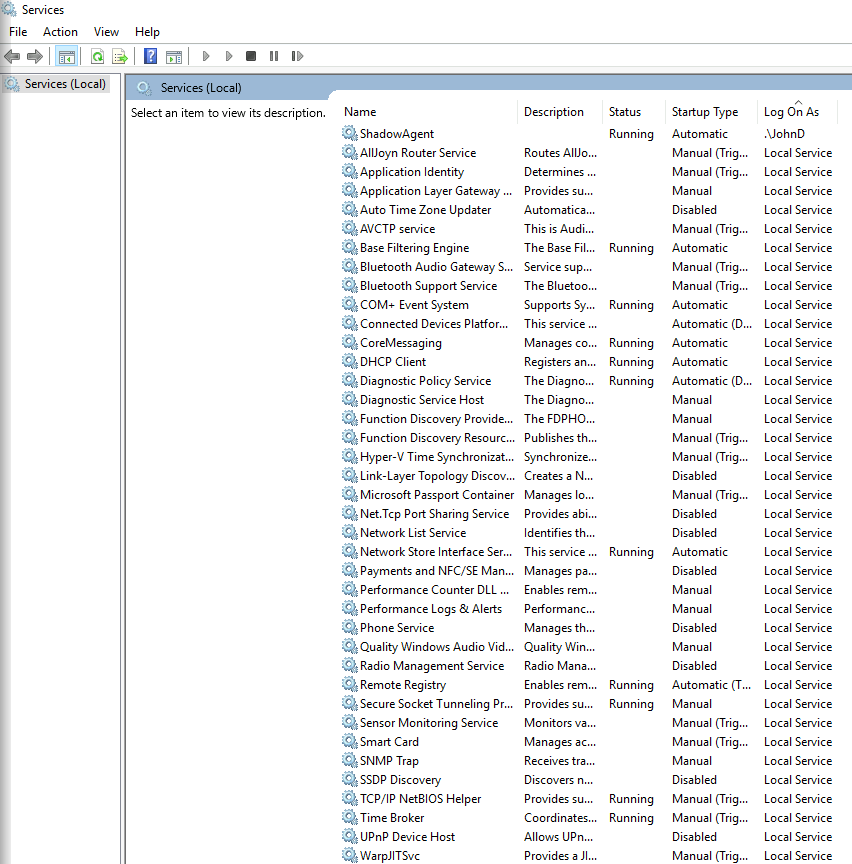 Services
File Action View Help
Services (Local)
Services (Local)
Select an item to view its description.
Name Description Status Startup Type Log On As
ShadowAgent Running Automatic .\JohnD
AllJoyn Router Service Routes AllJo... Manual (Trig... Local Service
Application Identity Determines ... Manual (Trig... Local Service
Application Layer Gateway ... Provides su... Manual Local Service
Auto Time Zone Updater Automatica... Disabled Local Service
AVCTP service This is Audi... Manual (Trig... Local Service
Base Filtering Engine The Base Fil... Running Automatic Local Service
Bluetooth Audio Gateway S... Service sup... Manual (Trig... Local Service
Bluetooth Support Service The Bluetoo... Manual (Trig... Local Service
COM+ Event System Supports Sy... Running Automatic Local Service
Connected Devices Platfor... This service ... Automatic (D... Local Service
CoreMessaging Manages co... Running Automatic Local Service
DHCP Client Registers an... Running Automatic Local Service
Diagnostic Policy Service The Diagno... Running Automatic (D... Local Service
Diagnostic Service Host The Diagno... Manual Local Service
Function Discovery Provide... The FDPHO... Manual Local Service
Function Discovery Resourc... Publishes th... Manual (Trig... Local Service
Hyper-V Time Synchronizat... Synchronize... Manual (Trig... Local Service
Link-Layer Topology Discov... Creates a N... Disabled Local Service
Microsoft Passport Container Manages lo... Manual (Trig... Local Service
Net.Tcp Port Sharing Service Provides abi... Disabled Local Service
Network List Service Identifies th... Disabled Local Service
Network Store Interface Ser... This service ... Running Automatic Local Service
Payments and NFC/SE Man... Manages pa... Disabled Local Service
Performance Counter DLL ... Enables rem... Manual Local Service
Performance Logs & Alerts Performanc... Manual Local Service
Phone Service Manages th... Disabled Local Service
Quality Windows Audio Vid... Quality Win... Manual Local Service
Radio Management Service Radio Mana... Disabled Local Service
Remote Registry Enables rem... Running Automatic (T... Local Service
Secure Socket Tunneling Pr... Provides su... Running Manual Local Service
Sensor Monitoring Service Monitors va... Manual (Trig... Local Service
Smart Card Manages ac... Manual (Trig... Local Service
SNMP Trap Receives tra... Manual Local Service
SSDP Discovery Discovers n... Disabled Local Service
TCP/IP NetBIOS Helper Provides su... Running Manual (Trig... Local Service
Time Broker Coordinates... Running Manual (Trig... Local Service
UPnP Device Host Allows UPn... Disabled Local Service
WarpJITSvc Provides a JI... Manual (Trig... Local Service